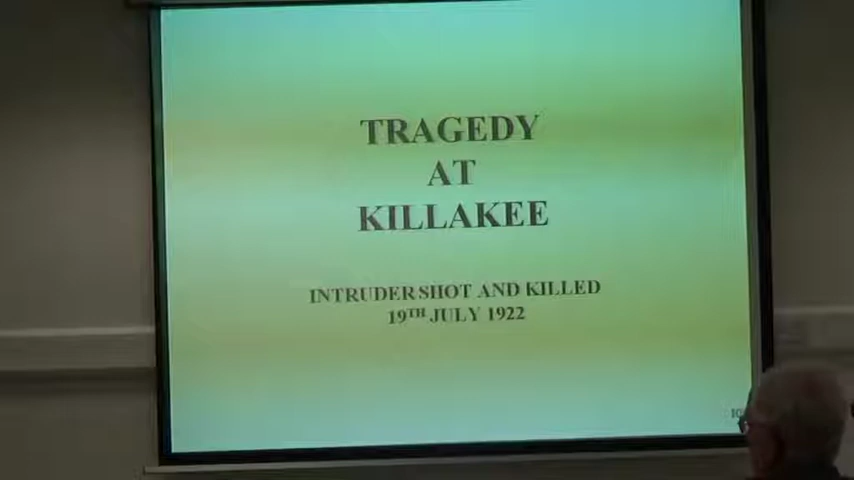 TRAGEDY
AT
KILLAKEE
INTRUDER SHOT AND KILLED
19TH JULY 1922